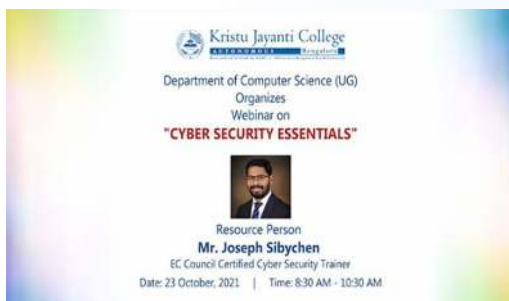 Kristu Jayanti College
AUTONOMOUS Bengaluru
Department of Computer Science (UG)
Organizes
Webinar on
"CYBER SECURITY ESSENTIALS"
Resource Person
Mr. Joseph Sibychen
EC Council Certified Cyber Security Trainer
Date: 23 October, 2021 | Time: 8:30 AM - 10:30 AM